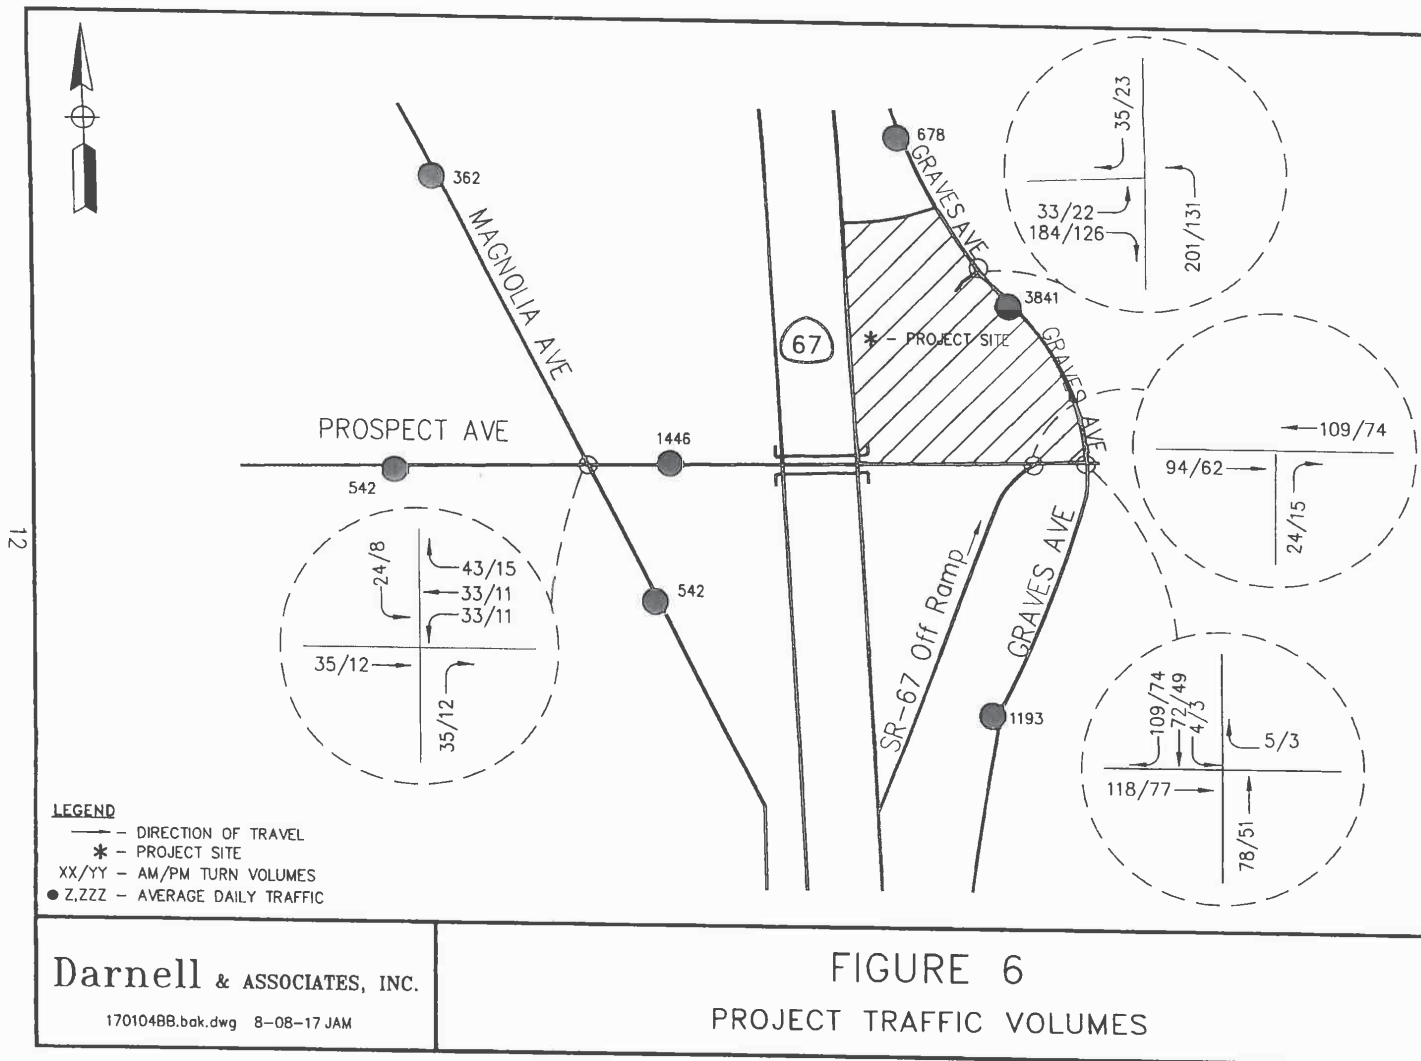 678
35/23
33/22
184/126
201/131
GRAVES AVE
362
MAGNOLIA AVE
3841
67
* - PROJECT SITE
GRAVES AVE
PROSPECT AVE
1446
542
109/74
94/62
24/15
12
24/8
43/15
33/11
33/11
35/12
35/12
542
SR-67 Off Ramp
GRAVES AVE
1193
109/74
72/49
4/3
5/3
118/77
78/51
LEGEND
- DIRECTION OF TRAVEL
* - PROJECT SITE
XX/YY - AM/PM TURN VOLUMES
Z,ZZZ - AVERAGE DAILY TRAFFIC
Darnell & ASSOCIATES, INC.
170104BB.bak.dwg 8-08-17 JAM
FIGURE 6
PROJECT TRAFFIC VOLUMES